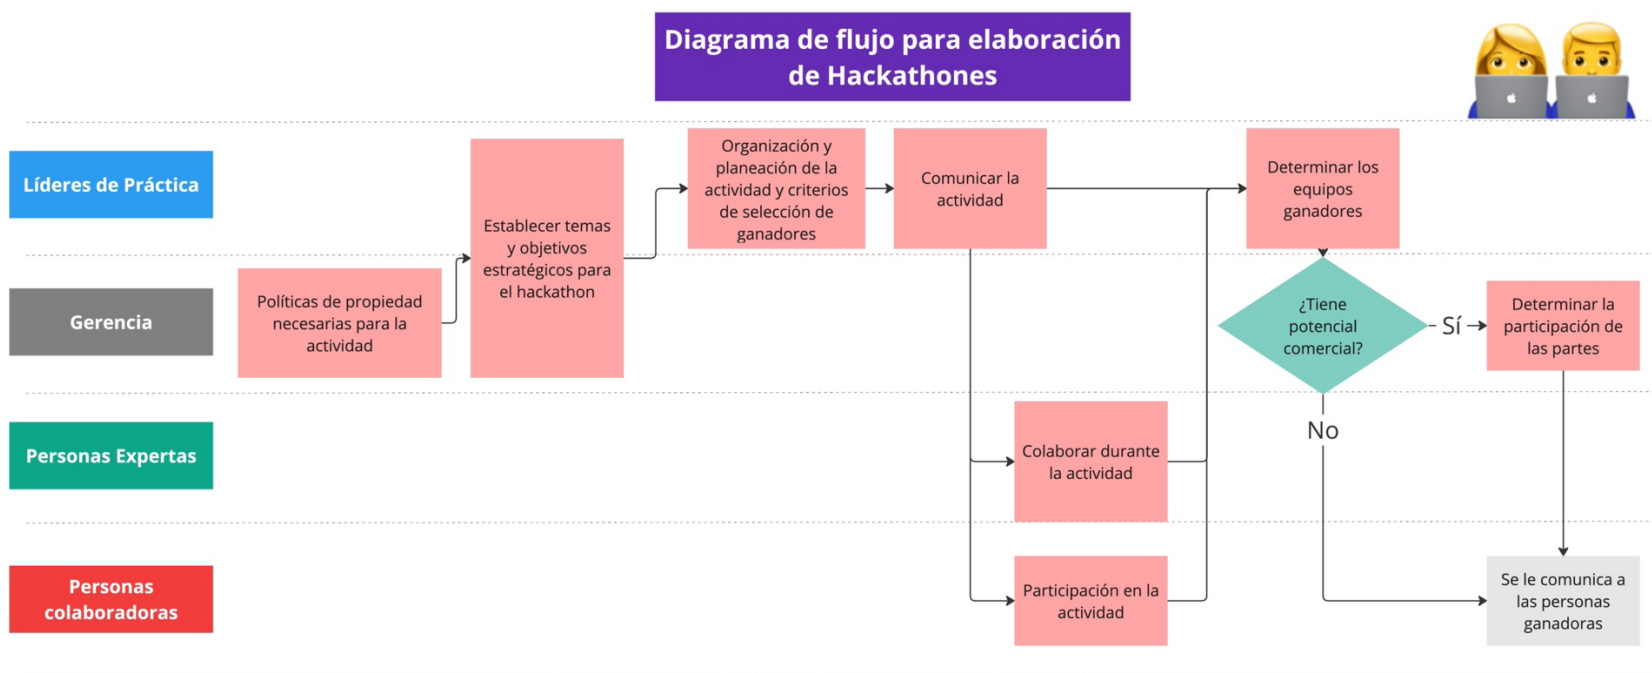 Diagrama de flujo para elaboración
de Hackathones
Líderes de Práctica
Establecer temas
y objetivos
estratégicos para
el hackathon
Organización y
planeación de la
actividad y criterios
de selección de
ganadores
Comunicar la
actividad
Determinar los
equipos
ganadores
Gerencia
Políticas de propiedad
necesarias para la
actividad
¿Tiene
potencial
comercial?
Sí
Determinar la
participación de
las partes
No
Personas Expertas
Colaborar durante
la actividad
Personas
colaboradoras
Participación en la
actividad
Se le comunica a
las personas
ganadoras